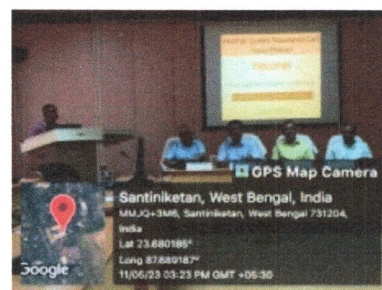 GPS Map Camera
Santiniketan, West Bengal, India
MMJQ+3M6, Santiniketan, West Bengal 731204,
India
Lat 23.680185°
Long 87.689187°
11/05/23 03:23 PM GMT +05:30
Google